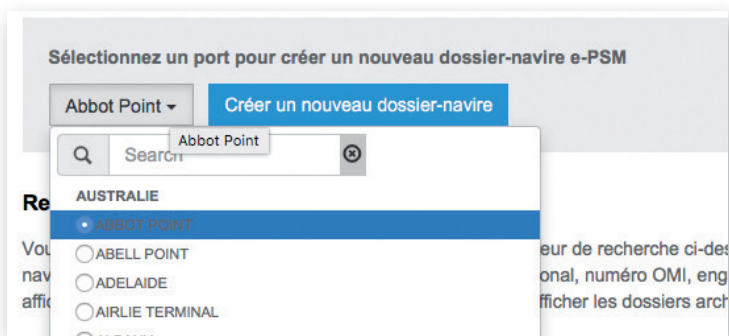 Sélectionnez un port pour créer un nouveau dossier-navire e-PSM
Abbot Point
Créer un nouveau dossier-navire
Abbot Point
Search
AUSTRALIE
Re
ABBOT POINT
Vou
eur de recherche ci-des
ABELL POINT
nav
onal, numéro OMI, eng
ADELAIDE
affic
fficher les dossiers arch
AIRLIE TERMINAL